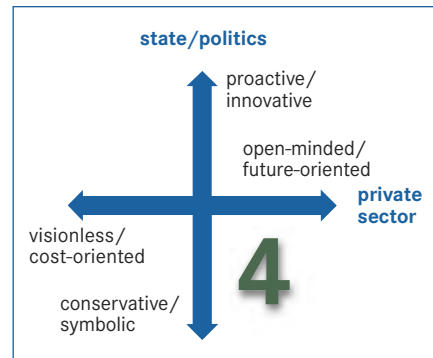 state/politics
proactive/
innovative
open-minded/
future-oriented
private
sector
visionless/
cost-oriented
4
conservative/
symbolic